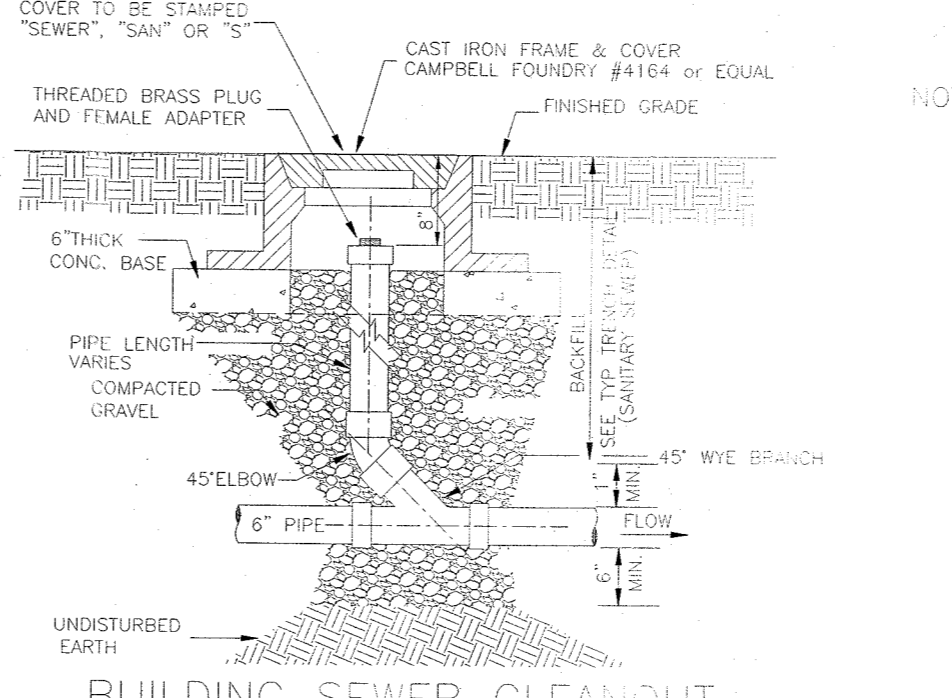 COVER TO BE STAMPED
"SEWER", "SAN" OR "S"
CAST IRON FRAME & COVER
CAMPBELL FOUNDRY #4164 or EQUAL
THREADED BRASS PLUG
AND FEMALE ADAPTER
FINISHED GRADE
NO
8"
6"THICK
CONC. BASE
BACKFILL
SEE TYP TRENCH DETAIL
(SANITARY SEWER)
PIPE LENGTH
VARIES
COMPACTED
GRAVEL
45°ELBOW
45° WYE BRANCH
1"
MIN.
6" PIPE
FLOW
6"
MIN.
UNDISTURBED
EARTH
BUILDING SEWER CLEANOUT